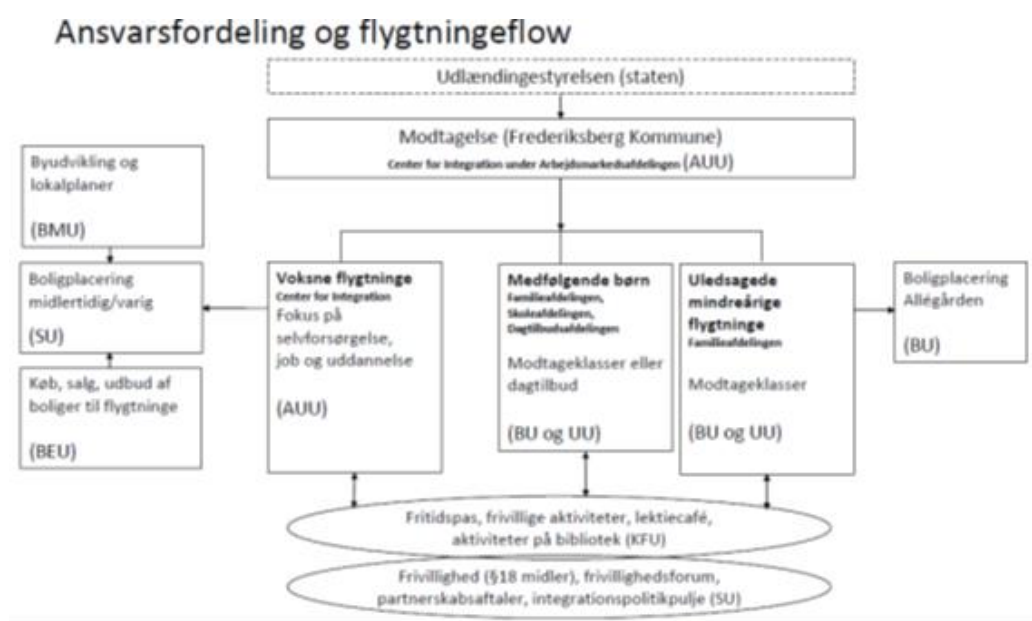 Ansvarsfordeling og flygtningeflow
Udlændingestyrelsen (staten)
Modtagelse (Frederiksberg Kommune)
Center for Integration under Arbejdsmarkedsafdelingen (AUU)
Byudvikling og
lokalplaner
(BMU)
Boligplacering
midlertidig/varig
(SU)
Køb, salg, udbud af
boliger til flygtninge
(BEU)
Voksne flygtninge
Center for Integration
Fokus på
selvforsørgelse,
job og uddannelse
(AUU)
Medfølgende børn
Familieafdelingen,
Skoleafdelingen,
Dagtilbudsafdelingen
Modtageklasser eller
dagtilbud
(BU og UU)
Uledsagede
mindreårige
flygtninge
Familieafdelingen
Modtageklasser
(BU og UU)
Boligplacering
Allégården
(BU)
Fritidspas, frivillige aktiviteter, lektiecafé,
aktiviteter på bibliotek (KFU)
Frivillighed (§18 midler), frivillighedsforum,
partnerskabsaftaler, integrationspolitikpulje (SU)